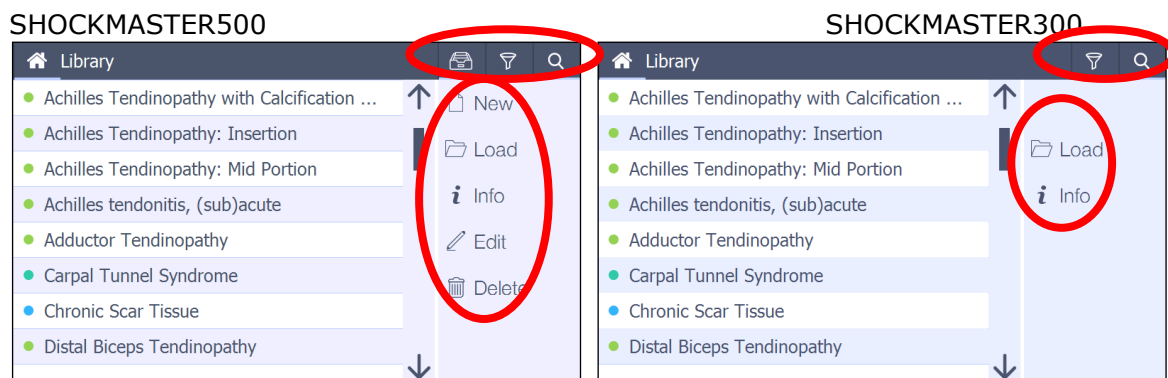 SHOCKMASTER500
Library
Achilles Tendinopathy with Calcification ...
Achilles Tendinopathy: Insertion
Achilles Tendinopathy: Mid Portion
Achilles tendonitis, (sub)acute
Adductor Tendinopathy
Carpal Tunnel Syndrome
Chronic Scar Tissue
Distal Biceps Tendinopathy
New
Load
Info
Edit
Delete
SHOCKMASTER300
Library
Achilles Tendinopathy with Calcification ...
Achilles Tendinopathy: Insertion
Achilles Tendinopathy: Mid Portion
Achilles tendonitis, (sub)acute
Adductor Tendinopathy
Carpal Tunnel Syndrome
Chronic Scar Tissue
Distal Biceps Tendinopathy
Load
Info